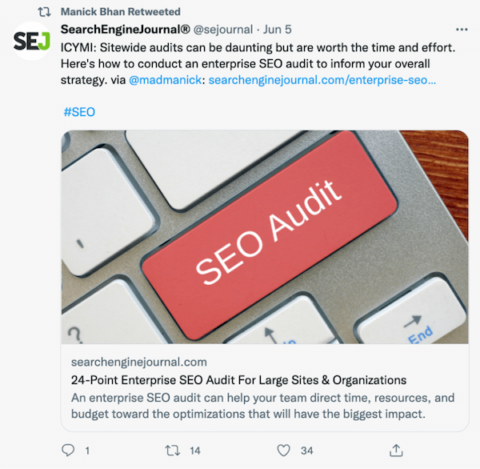 Manick Bhan Retweeted
SearchEngineJournal® @sejournal · Jun 5
SEJ
ICYMI: Sitewide audits can be daunting but are worth the time and effort.
Here's how to conduct an enterprise SEO audit to inform your overall
strategy. via @madmanick: searchenginejournal.com/enterprise-seo...
#SEO
SEO Audit
?
End
searchenginejournal.com
24-Point Enterprise SEO Audit For Large Sites & Organizations
An enterprise SEO audit can help your team direct time, resources, and
budget toward the optimizations that will have the biggest impact.
1 14 34